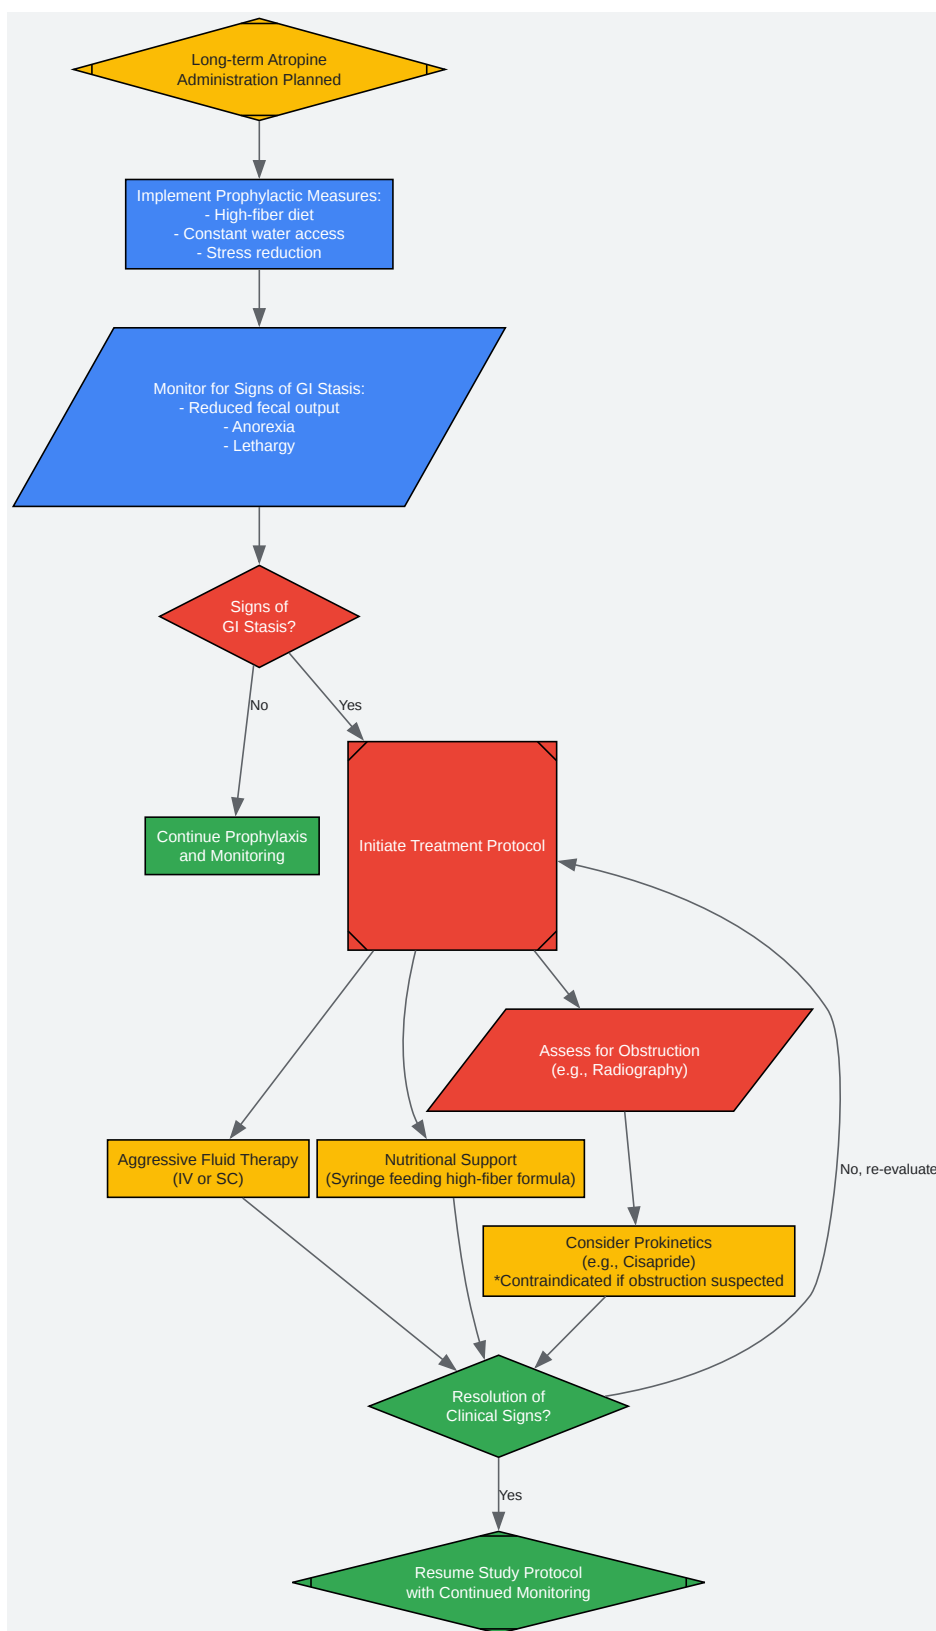 Long-term Atropine
Administration Planned
Implement Prophylactic Measures:
- High-fiber diet
- Constant water access
- Stress reduction
Monitor for Signs of GI Stasis:
- Reduced fecal output
- Anorexia
- Lethargy
Signs of
GI Stasis?
No
Yes
Continue Prophylaxis
and Monitoring
Initiate Treatment Protocol
Assess for Obstruction
(e.g., Radiography)
Aggressive Fluid Therapy
(IV or SC)
Nutritional Support
(Syringe feeding high-fiber formula)
No, re-evaluate
Consider Prokinetics
(e.g., Cisapride)
*Contraindicated if obstruction suspected
Resolution of
Clinical Signs?
Yes
Resume Study Protocol
with Continued Monitoring